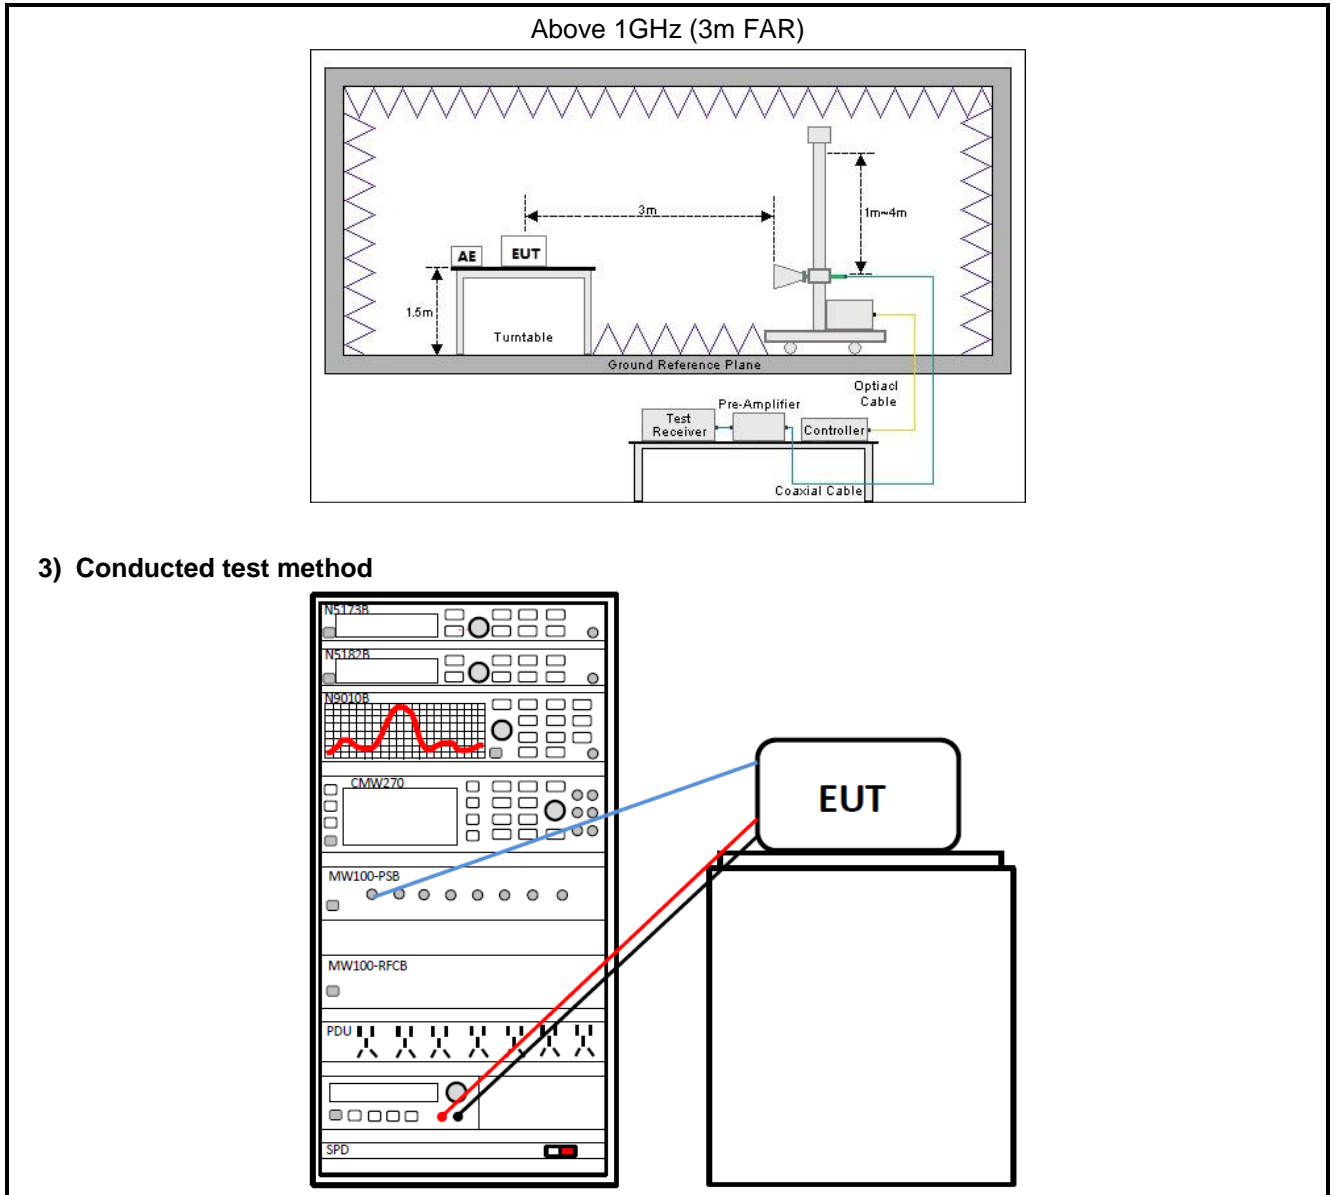 Above 1GHz (3m FAR)
3m
1m~4m
AE
EUT
1.5m
Turntable
Ground Reference Plane
Optiacl
Cable
Pre-Amplifier
Test
Receiver
Controller
Coaxial Cable
3) Conducted test method
N5173B
N5182B
N9010B
CMW270
EUT
MW100-PSB
MW100-RFCB
PDU
SPD